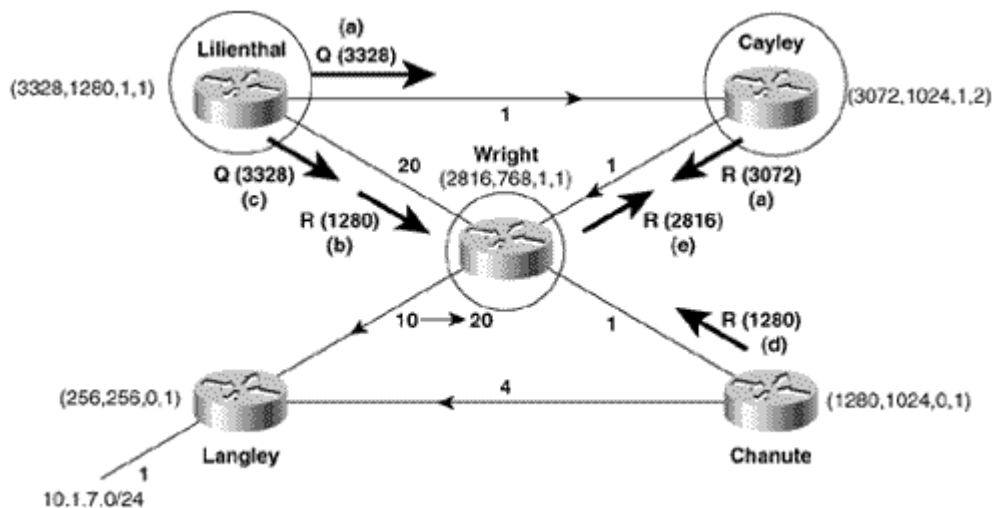 (a)
Lilienthal
Q (3328)
Cayley
(3328,1280,1,1)
(3072,1024,1,2)
1
20
Wright
(2816,768,1,1)
1
Q (3328)
(c)
R (3072)
(a)
R (1280)
(b)
R (2816)
(e)
10
20
1
R (1280)
(d)
(256,256,0,1)
4
(1280,1024,0,1)
Langley
Chanute
1
10.1.7.0/24